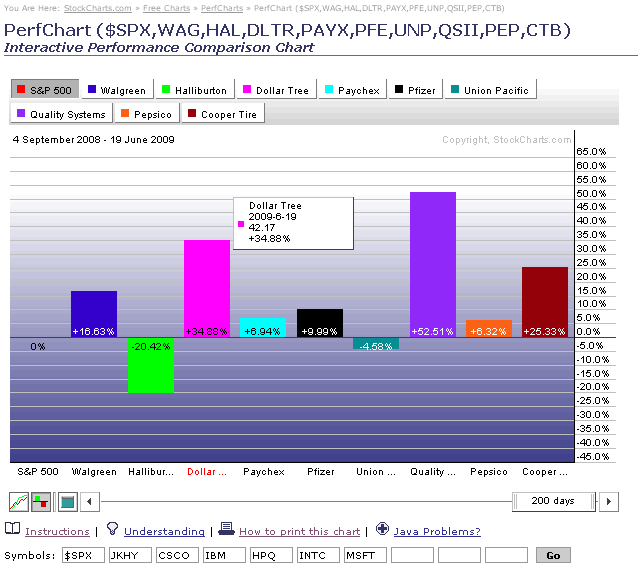 You Are Here: StockCharts.com » Free Charts » PerfCharts » PerfChart ($SPX,WAG,HAL,DLTR,PAYX,PFE,UNP,QSII,PEP,CTB)
PerfChart ($SPX,WAG,HAL,DLTR,PAYX,PFE,UNP,QSII,PEP,CTB)
Interactive Performance Comparison Chart
S&P 500 Walgreen Halliburton Dollar Tree Paychex Pfizer Union Pacific
Quality Systems Pepsico Cooper Tire
4 September 2008 - 19 June 2009 Copyright, StockCharts.com
65.0%
60.0%
55.0%
50.0%
45.0%
40.0%
35.0%
30.0%
25.0%
20.0%
15.0%
10.0%
5.0%
0.0%
-5.0%
-10.0%
-15.0%
-20.0%
-25.0%
-30.0%
-35.0%
-40.0%
-45.0%
Dollar Tree
2009-6-19
42.17
+34.88%
+16.63% +34.88% +6.94% +9.99% +52.51% +6.32% +25.33%
0% -20.42% -4.58%
S&P 500 Walgreen Hallibur... Dollar ... Paychex Pfizer Union ... Quality ... Pepsico Cooper ...
200 days
Instructions | Understanding | How to print this chart | Java Problems?
Symbols: $SPX JKHY CSCO IBM HPQ INTC MSFT Go